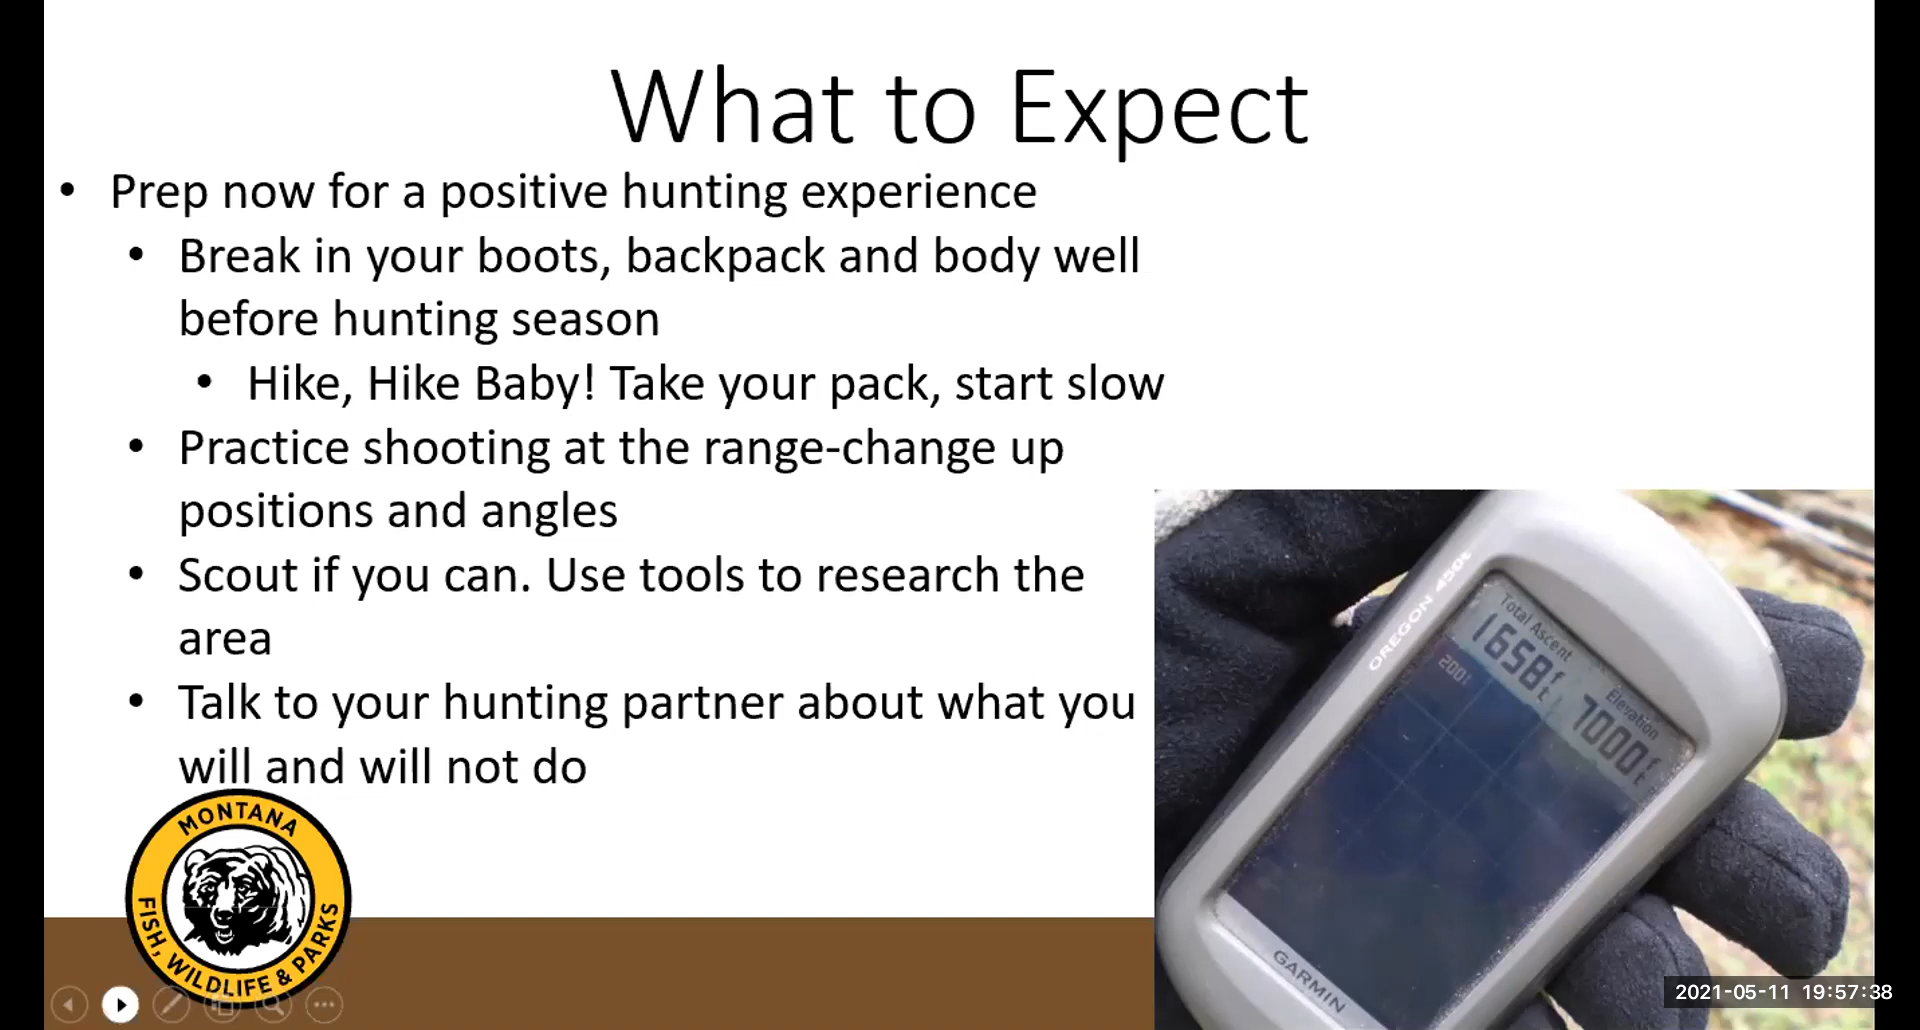 What to Expect
• Prep now for a positive hunting experience
• Break in your boots, backpack and body well
before hunting season
• Hike, Hike Baby! Take your pack, start slow
• Practice shooting at the range-change up
positions and angles
• Scout if you can. Use tools to research the
area
• Talk to your hunting partner about what you
will and will not do
MONTANA
FISH, WILDLIFE & PARKS
OREGON 450t
Total Ascent
1658ft
Elevation
7000ft
GARMIN
2021-05-11 19:57:38